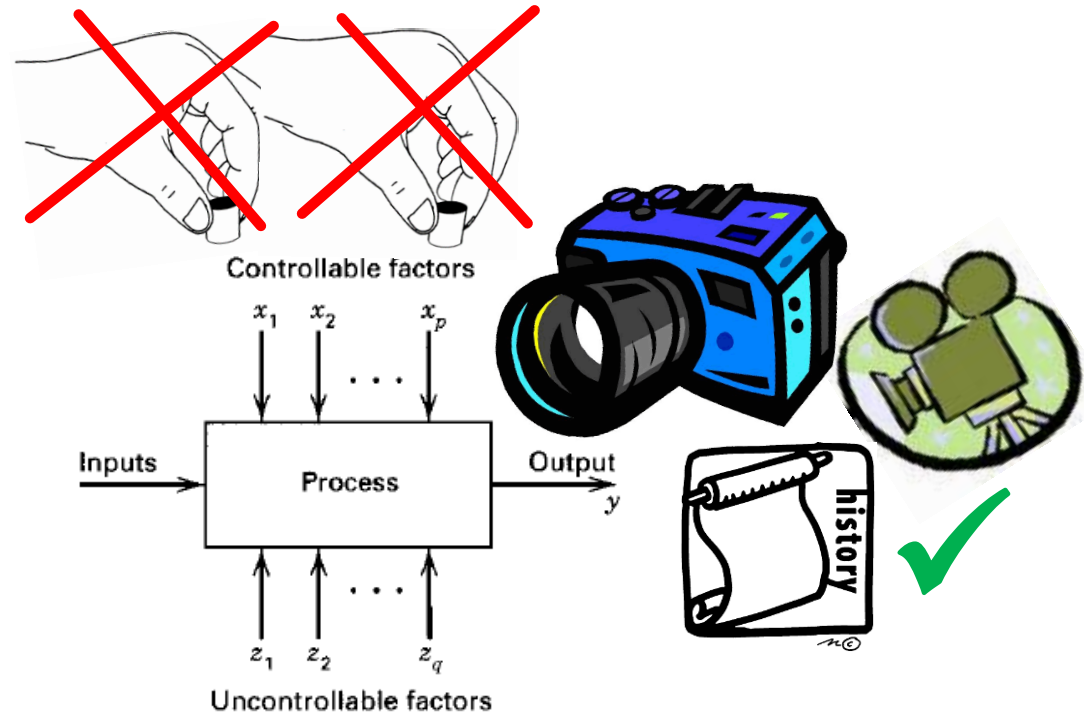 Controllable factors
x1 x2 xp
. . .
Inputs
Process
Output
y
. . .
z1 z2 zq
Uncontrollable factors
history